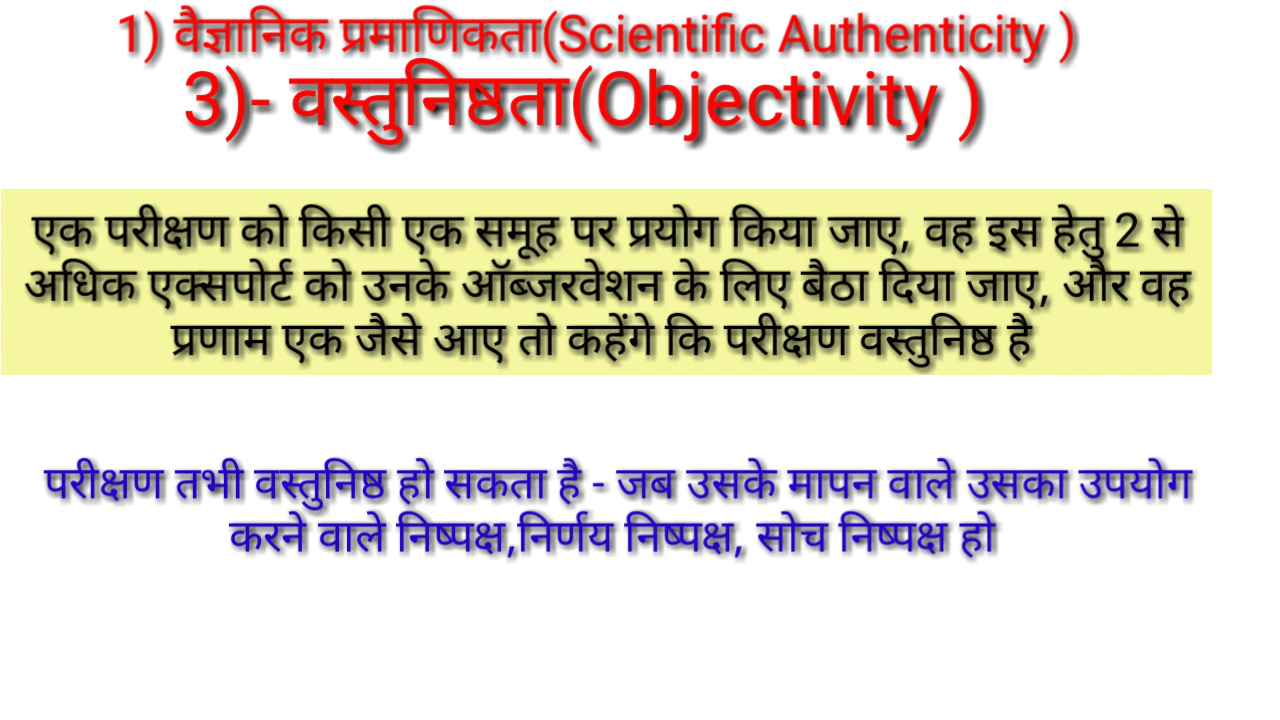 1) वैज्ञानिक प्रमाणिकता(Scientific Authenticity )
3)- वस्तुनिष्ठता(Objectivity )
एक परीक्षण को किसी एक समूह पर प्रयोग किया जाए, वह इस हेतु 2 से
अधिक एक्सपोर्ट को उनके ऑब्जरवेशन के लिए बैठा दिया जाए, और वह
प्रणाम एक जैसे आए तो कहेंगे कि परीक्षण वस्तुनिष्ठ है
परीक्षण तभी वस्तुनिष्ठ हो सकता है - जब उसके मापन वाले उसका उपयोग
करने वाले निष्पक्ष,निर्णय निष्पक्ष, सोच निष्पक्ष हो